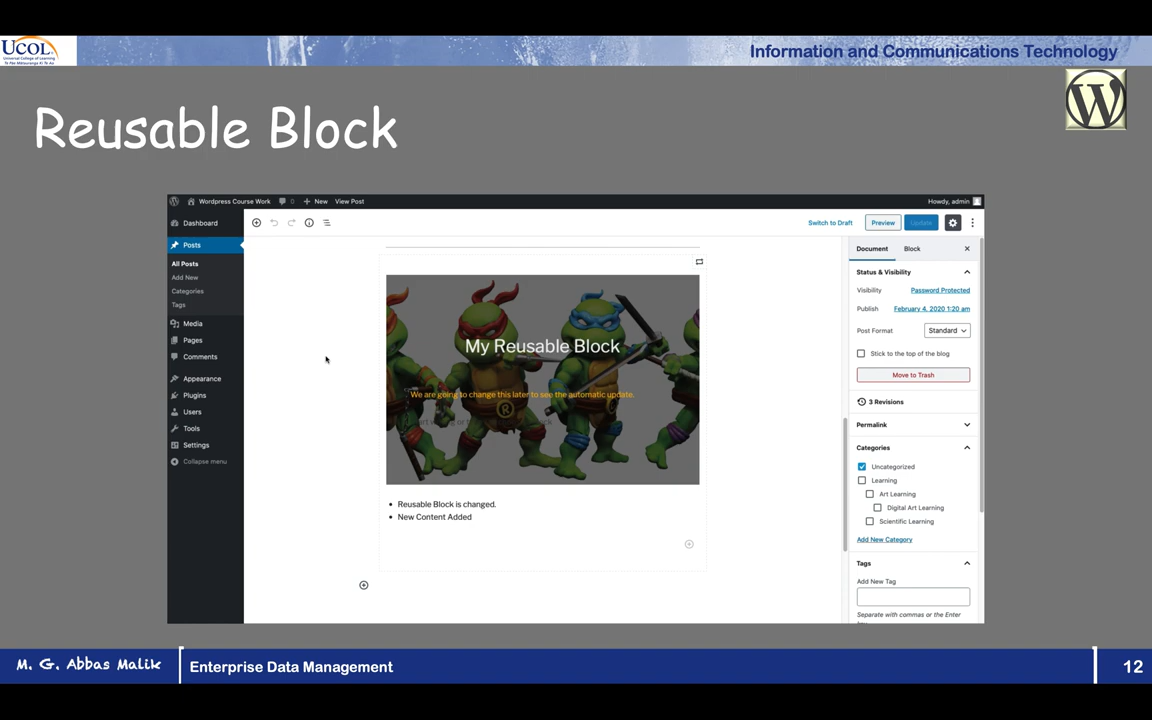 UCOL
Universal College of Learning
Information and Communications Technology
W
Reusable Block
Wordpress Course Work
0
New
View Post
Howdy, admin
Dashboard
Posts
All Posts
Add New
Categories
Tags
Media
Pages
Comments
Appearance
Plugins
Users
Tools
Settings
Collapse menu
Switch to Draft
Preview
Update
My Reusable Block
We are going to change this later to see the automatic update.
R
• Reusable Block is changed.
• New Content Added
Document
Block
Status & Visibility
Visibility
Password Protected
Publish
February 4, 2020 1:20 am
Post Format
Standard
Stick to the top of the blog
Move to Trash
3 Revisions
Permalink
Categories
Uncategorized
Learning
Art Learning
Digital Art Learning
Scientific Learning
Add New Category
Tags
Add New Tag
Separate with commas or the Enter
M. G. Abbas Malik
Enterprise Data Management
12